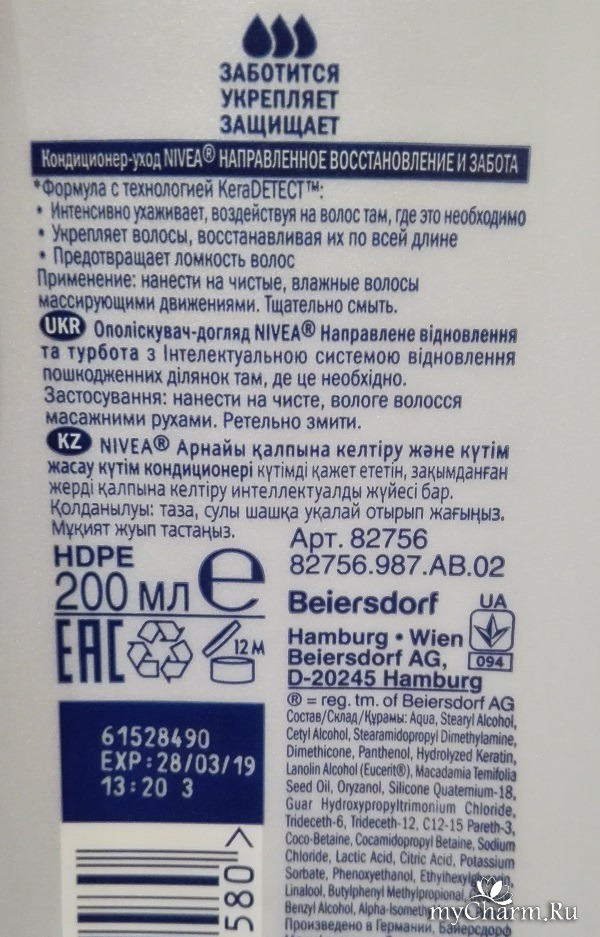 ЗАБОТИТСЯ
УКРЕПЛЯЕТ
ЗАЩИЩАЕТ
Кондиционер-уход NIVEA® НАПРАВЛЕННОЕ ВОССТАНОВЛЕНИЕ И ЗАБОТА
*Формула с технологией KeraDETECT™:
• Интенсивно ухаживает, воздействуя на волос там, где это необходимо
• Укрепляет волосы, восстанавливая их по всей длине
• Предотвращает ломкость волос
Применение: нанести на чистые, влажные волосы
массирующими движениями. Тщательно смыть.
UKR Ополіскувач-догляд NIVEA® Направлене відновлення
та турбота з Інтелектуальною системою відновлення
пошкодженних ділянок там, де це необхідно.
Застосування: нанести на чисте, вологе волосся
масажними рухами. Ретельно змити.
KZ NIVEA® Арнайы қалпына келтіру және күтім
жасау күтім кондиционері күтімді қажет ететін, зақымданған
жерді қалпына келтіру интеллектуалды жүйесі бар.
Қолданылуы: таза, сулы шашқа уқалай отырып жағыңыз.
Мұқият жуып тастаңыз.
HDPE
200 МЛ e
EAC
12 M
Арт. 82756
82756.987.AB.02
Beiersdorf
UA
094
Hamburg • Wien
Beiersdorf AG,
D-20245 Hamburg
® = reg. tm. of Beiersdorf AG
Состав/Склад/Құрамы: Aqua, Stearyl Alcohol,
Cetyl Alcohol, Stearamidopropyl Dimethylamine,
Dimethicone, Panthenol, Hydrolyzed Keratin,
Lanolin Alcohol (Eucerit®), Macadamia Ternifolia
Seed Oil, Oryzanol, Silicone Quaternium-18,
Guar Hydroxypropyltrimonium Chloride,
Trideceth-6, Trideceth-12, C12-15 Pareth-3,
Coco-Betaine, Cocamidopropyl Betaine, Sodium
Chloride, Lactic Acid, Citric Acid, Potassium
Sorbate, Phenoxyethanol,
Linalool, Butylphenyl Methylpropional,
Benzyl Alcohol,
Произведено в Германии, Байерсдорф
61528490
EXP:28/03/19
13:20 3
580>
myCharm.Ru